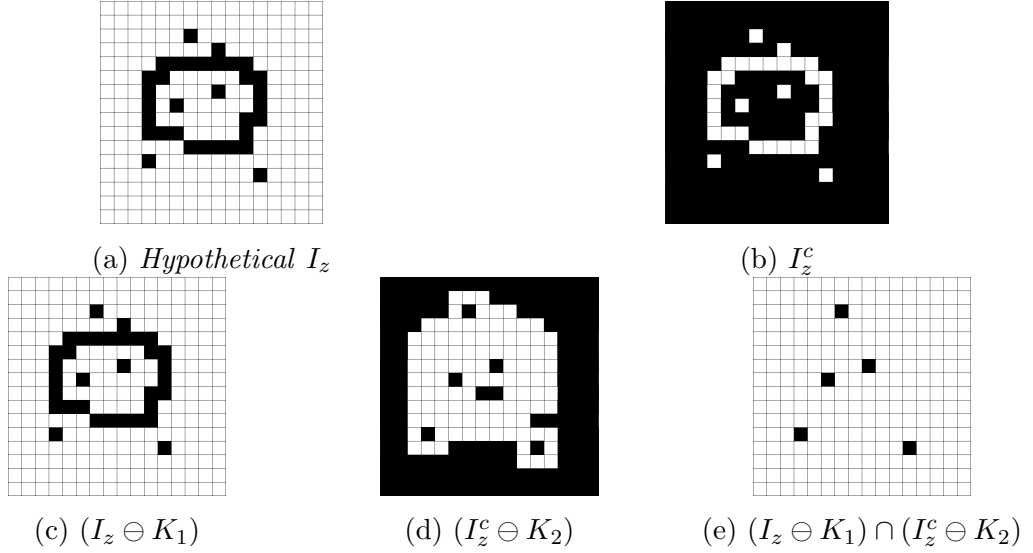 (a) Hypothetical I_z
(b) I_z^c
(c) (I_z ⊖ K_1)
(d) (I_z^c ⊖ K_2)
(e) (I_z ⊖ K_1) ∩ (I_z^c ⊖ K_2)